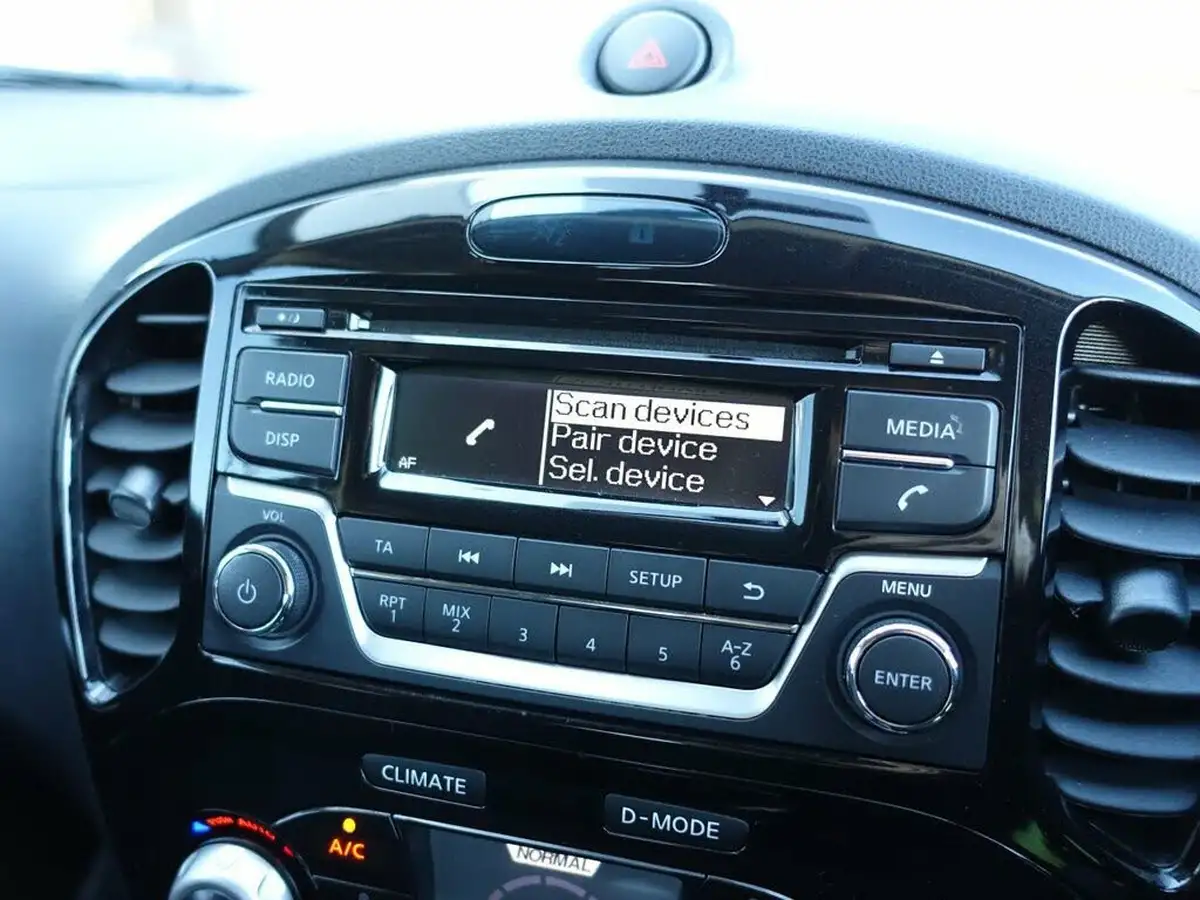 RADIO
DISP
AF
Scan devices
Pair device
Sel. device
MEDIA
VOL
TA
SETUP
MENU
RPT
1
MIX
2
3
4
5
A-Z
6
ENTER
CLIMATE
D-MODE
A/C
NORMAL